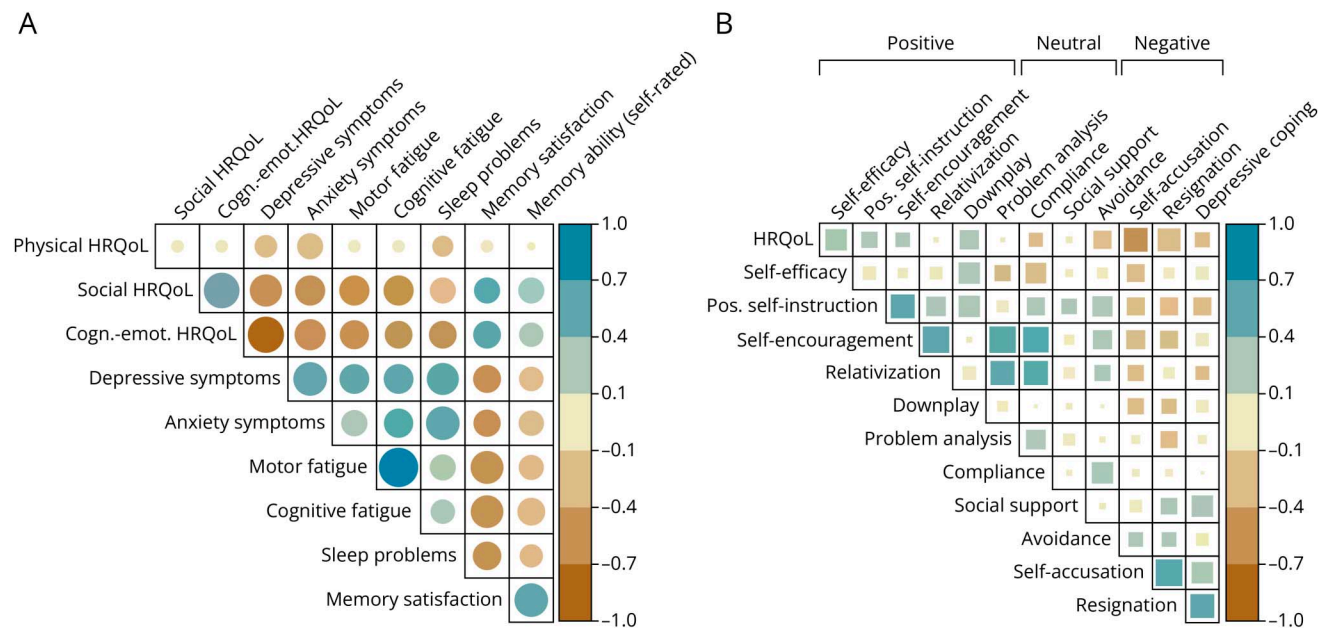 A
Social HRQoL
Cogn.-emot.HRQoL
Depressive symptoms
Anxiety symptoms
Motor fatigue
Cognitive fatigue
Sleep problems
Memory satisfaction
Memory ability (self-rated)
Physical HRQoL
Social HRQoL
Cogn.-emot. HRQoL
Depressive symptoms
Anxiety symptoms
Motor fatigue
Cognitive fatigue
Sleep problems
Memory satisfaction
1.0
0.7
0.4
0.1
–0.1
–0.4
–0.7
–1.0
B
Positive
Neutral
Negative
Self-efficacy
Pos. self-instruction
Self-encouragement
Relativization
Downplay
Problem analysis
Compliance
Social support
Avoidance
Self-accusation
Resignation
Depressive coping
HRQoL
Self-efficacy
Pos. self-instruction
Self-encouragement
Relativization
Downplay
Problem analysis
Compliance
Social support
Avoidance
Self-accusation
Resignation
1.0
0.7
0.4
0.1
–0.1
–0.4
–0.7
–1.0